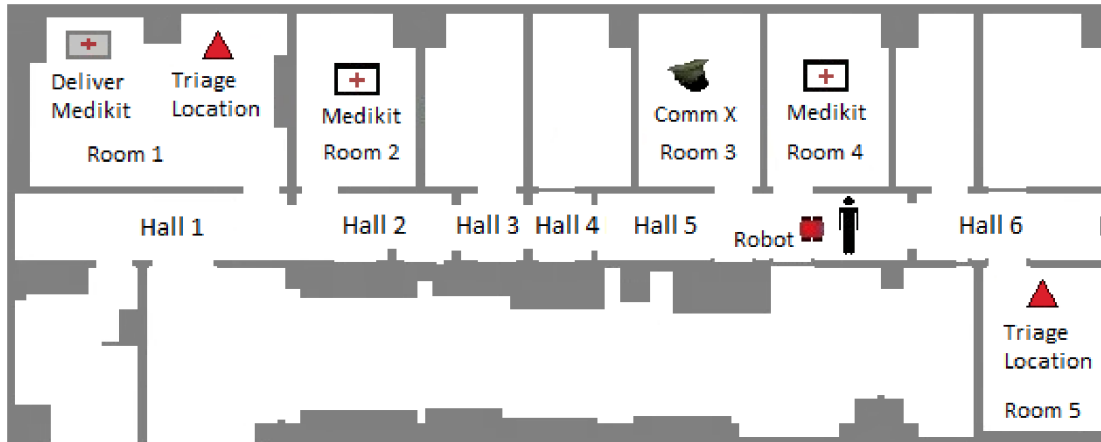 Deliver
Medikit
Triage
Location
Room 1
Medikit
Room 2
Comm X
Room 3
Medikit
Room 4
Hall 1
Hall 2
Hall 3
Hall 4
Hall 5
Robot
Hall 6
Triage
Location
Room 5